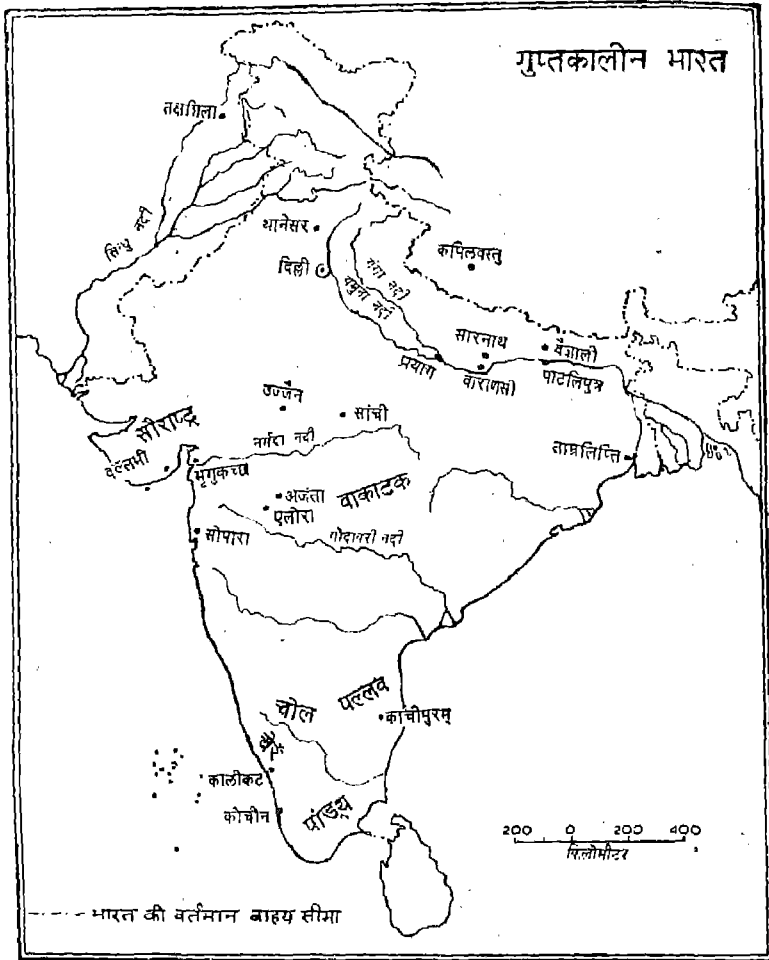 गुप्तकालीन भारत
तक्षशिला
सिन्धु नदी
थानेसर
दिल्ली
गंगा नदी
यमुना नदी
कपिलवस्तु
सारनाथ
वैशाली
प्रयाग
वाराणसी
पाटलिपुत्र
उज्जैन
सांची
सौराष्ट्र
नर्मदा नदी
वल्लभी
भृगुकच्छ
ताम्रलिप्ति
अजंता
वाकाटक
एलोरा
सोपारा
गोदावरी नदी
चोल
पल्लव
कांचीपुरम्
कालीकट
कोचीन
पांड्य
200 0 200 400
किलोमीटर
भारत की वर्तमान बाहय सीमा